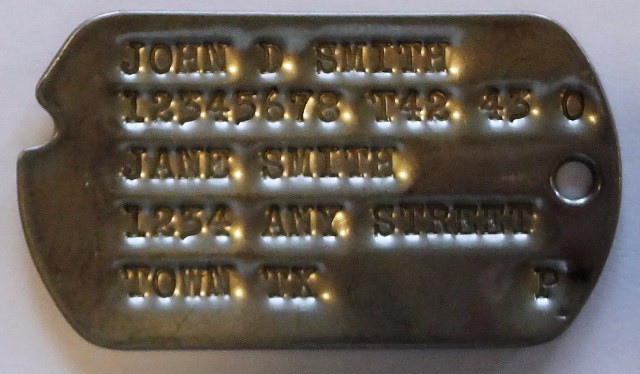 JOHN D SMITH
12345678 T42 43 O
JANE SMITH
1234 ANY STREET
TOWN TX P